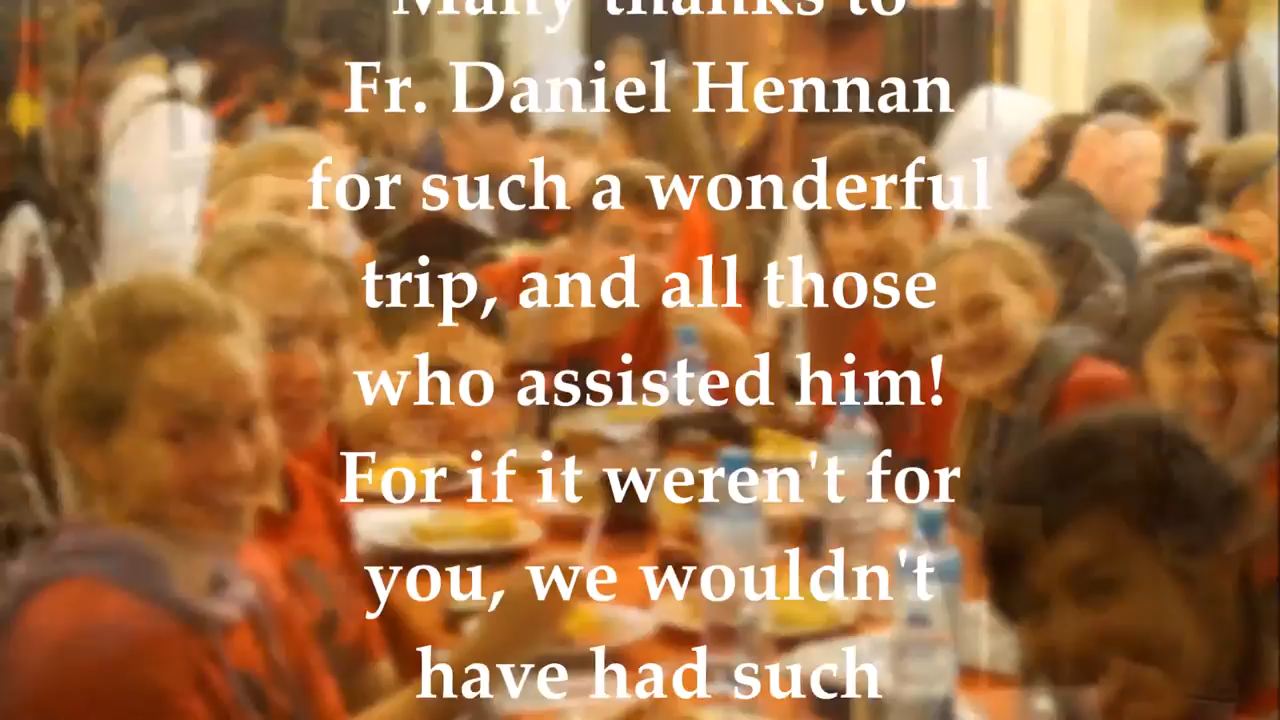 Many thanks to
Fr. Daniel Hennan
for such a wonderful
trip, and all those
who assisted him!
For if it weren't for
you, we wouldn't
have had such